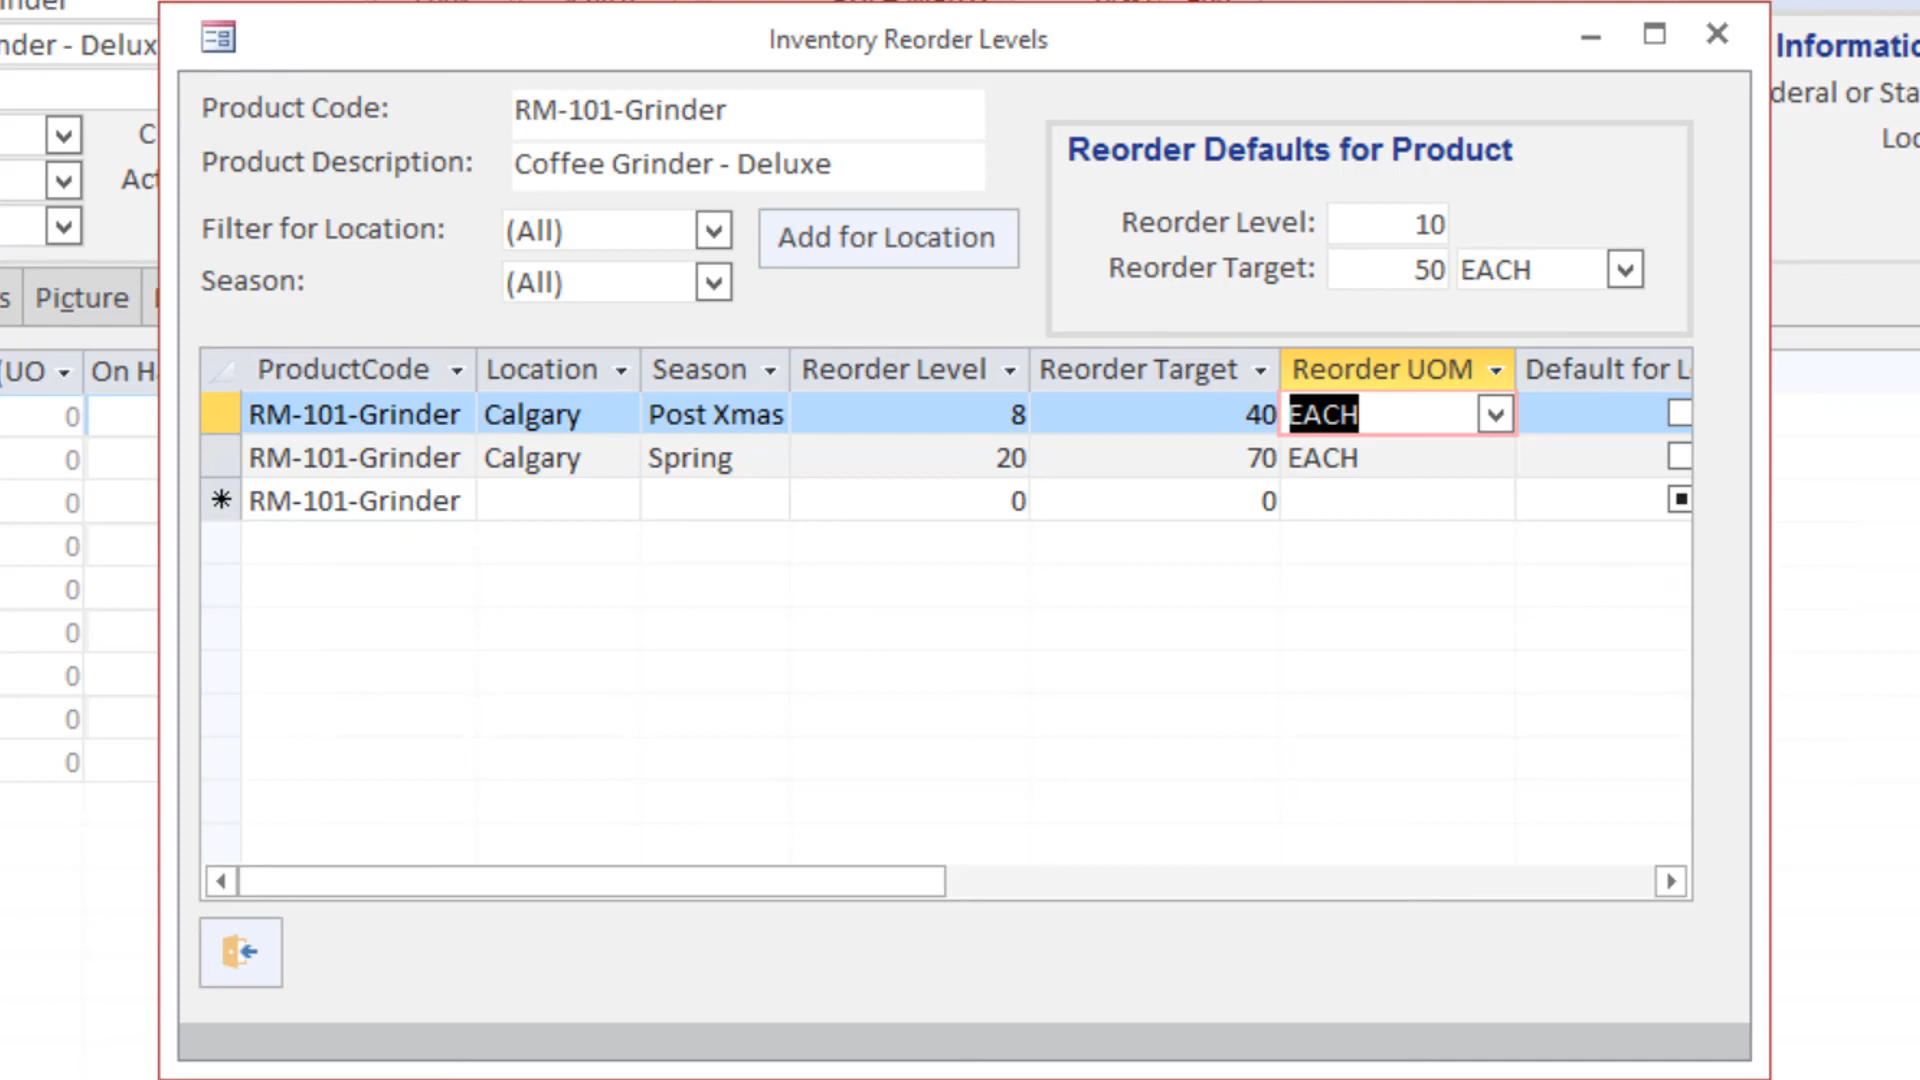 Inventory Reorder Levels
nder - Delux
Informatio
Product Code: RM-101-Grinder
deral or Sta
Product Description: Coffee Grinder - Deluxe
Reorder Defaults for Product
Loc
C
Act
Filter for Location: (All) Add for Location
Reorder Level: 10
Season: (All)
Reorder Target: 50 EACH
s Picture
(UO On Ha
ProductCode Location Season Reorder Level Reorder Target Reorder UOM Default for L
0 RM-101-Grinder Calgary Post Xmas 8 40 EACH
0 RM-101-Grinder Calgary Spring 20 70 EACH
0 RM-101-Grinder 0 0
0
0
0
0
0
0